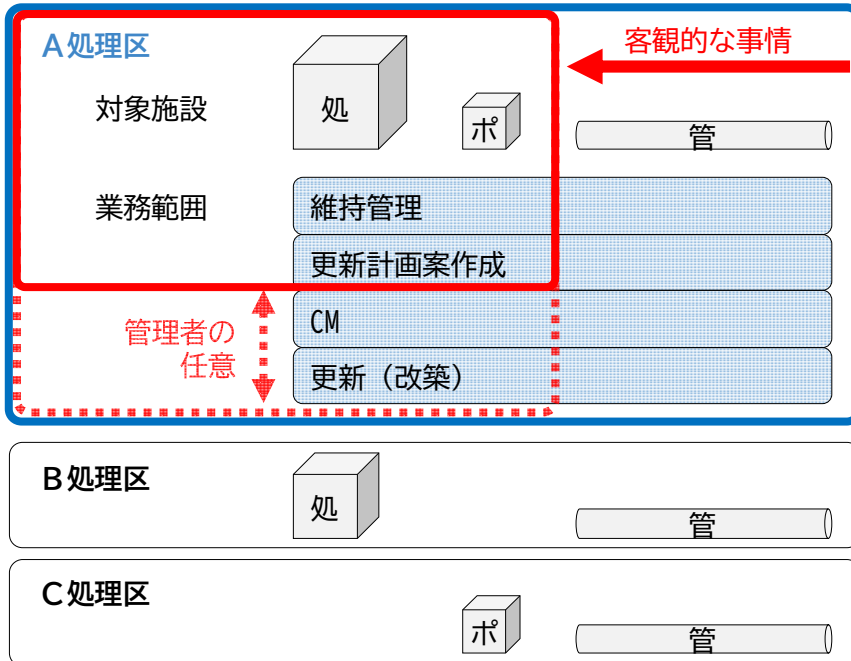 A処理区
客観的な事情
対象施設
処
ポ
管
業務範囲
維持管理
更新計画案作成
管理者の
任意
CM
更新（改築）
B処理区
処
管
C処理区
ポ
管